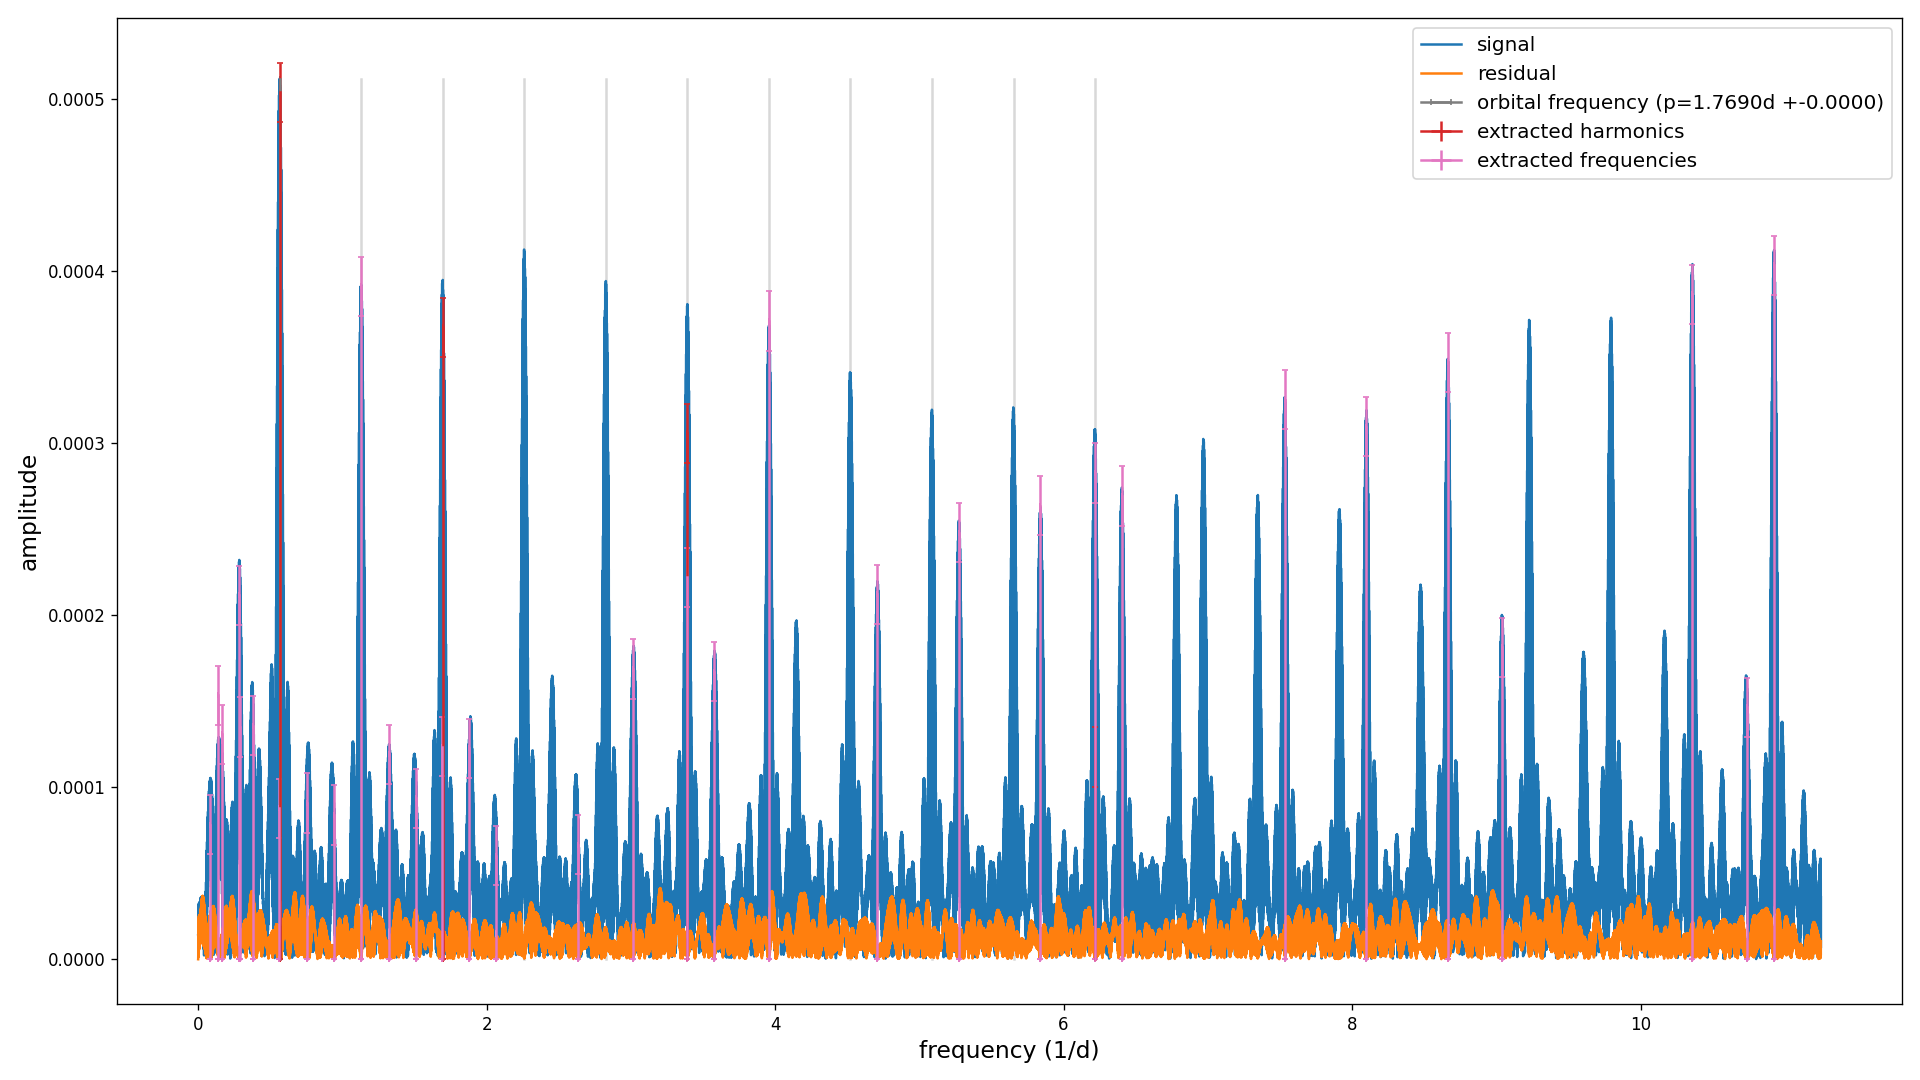 signal
residual
orbital frequency (p=1.7690d +-0.0000)
extracted harmonics
extracted frequencies
0.0005
0.0004
0.0003
0.0002
0.0001
0.0000
amplitude
0 2 4 6 8 10
frequency (1/d)